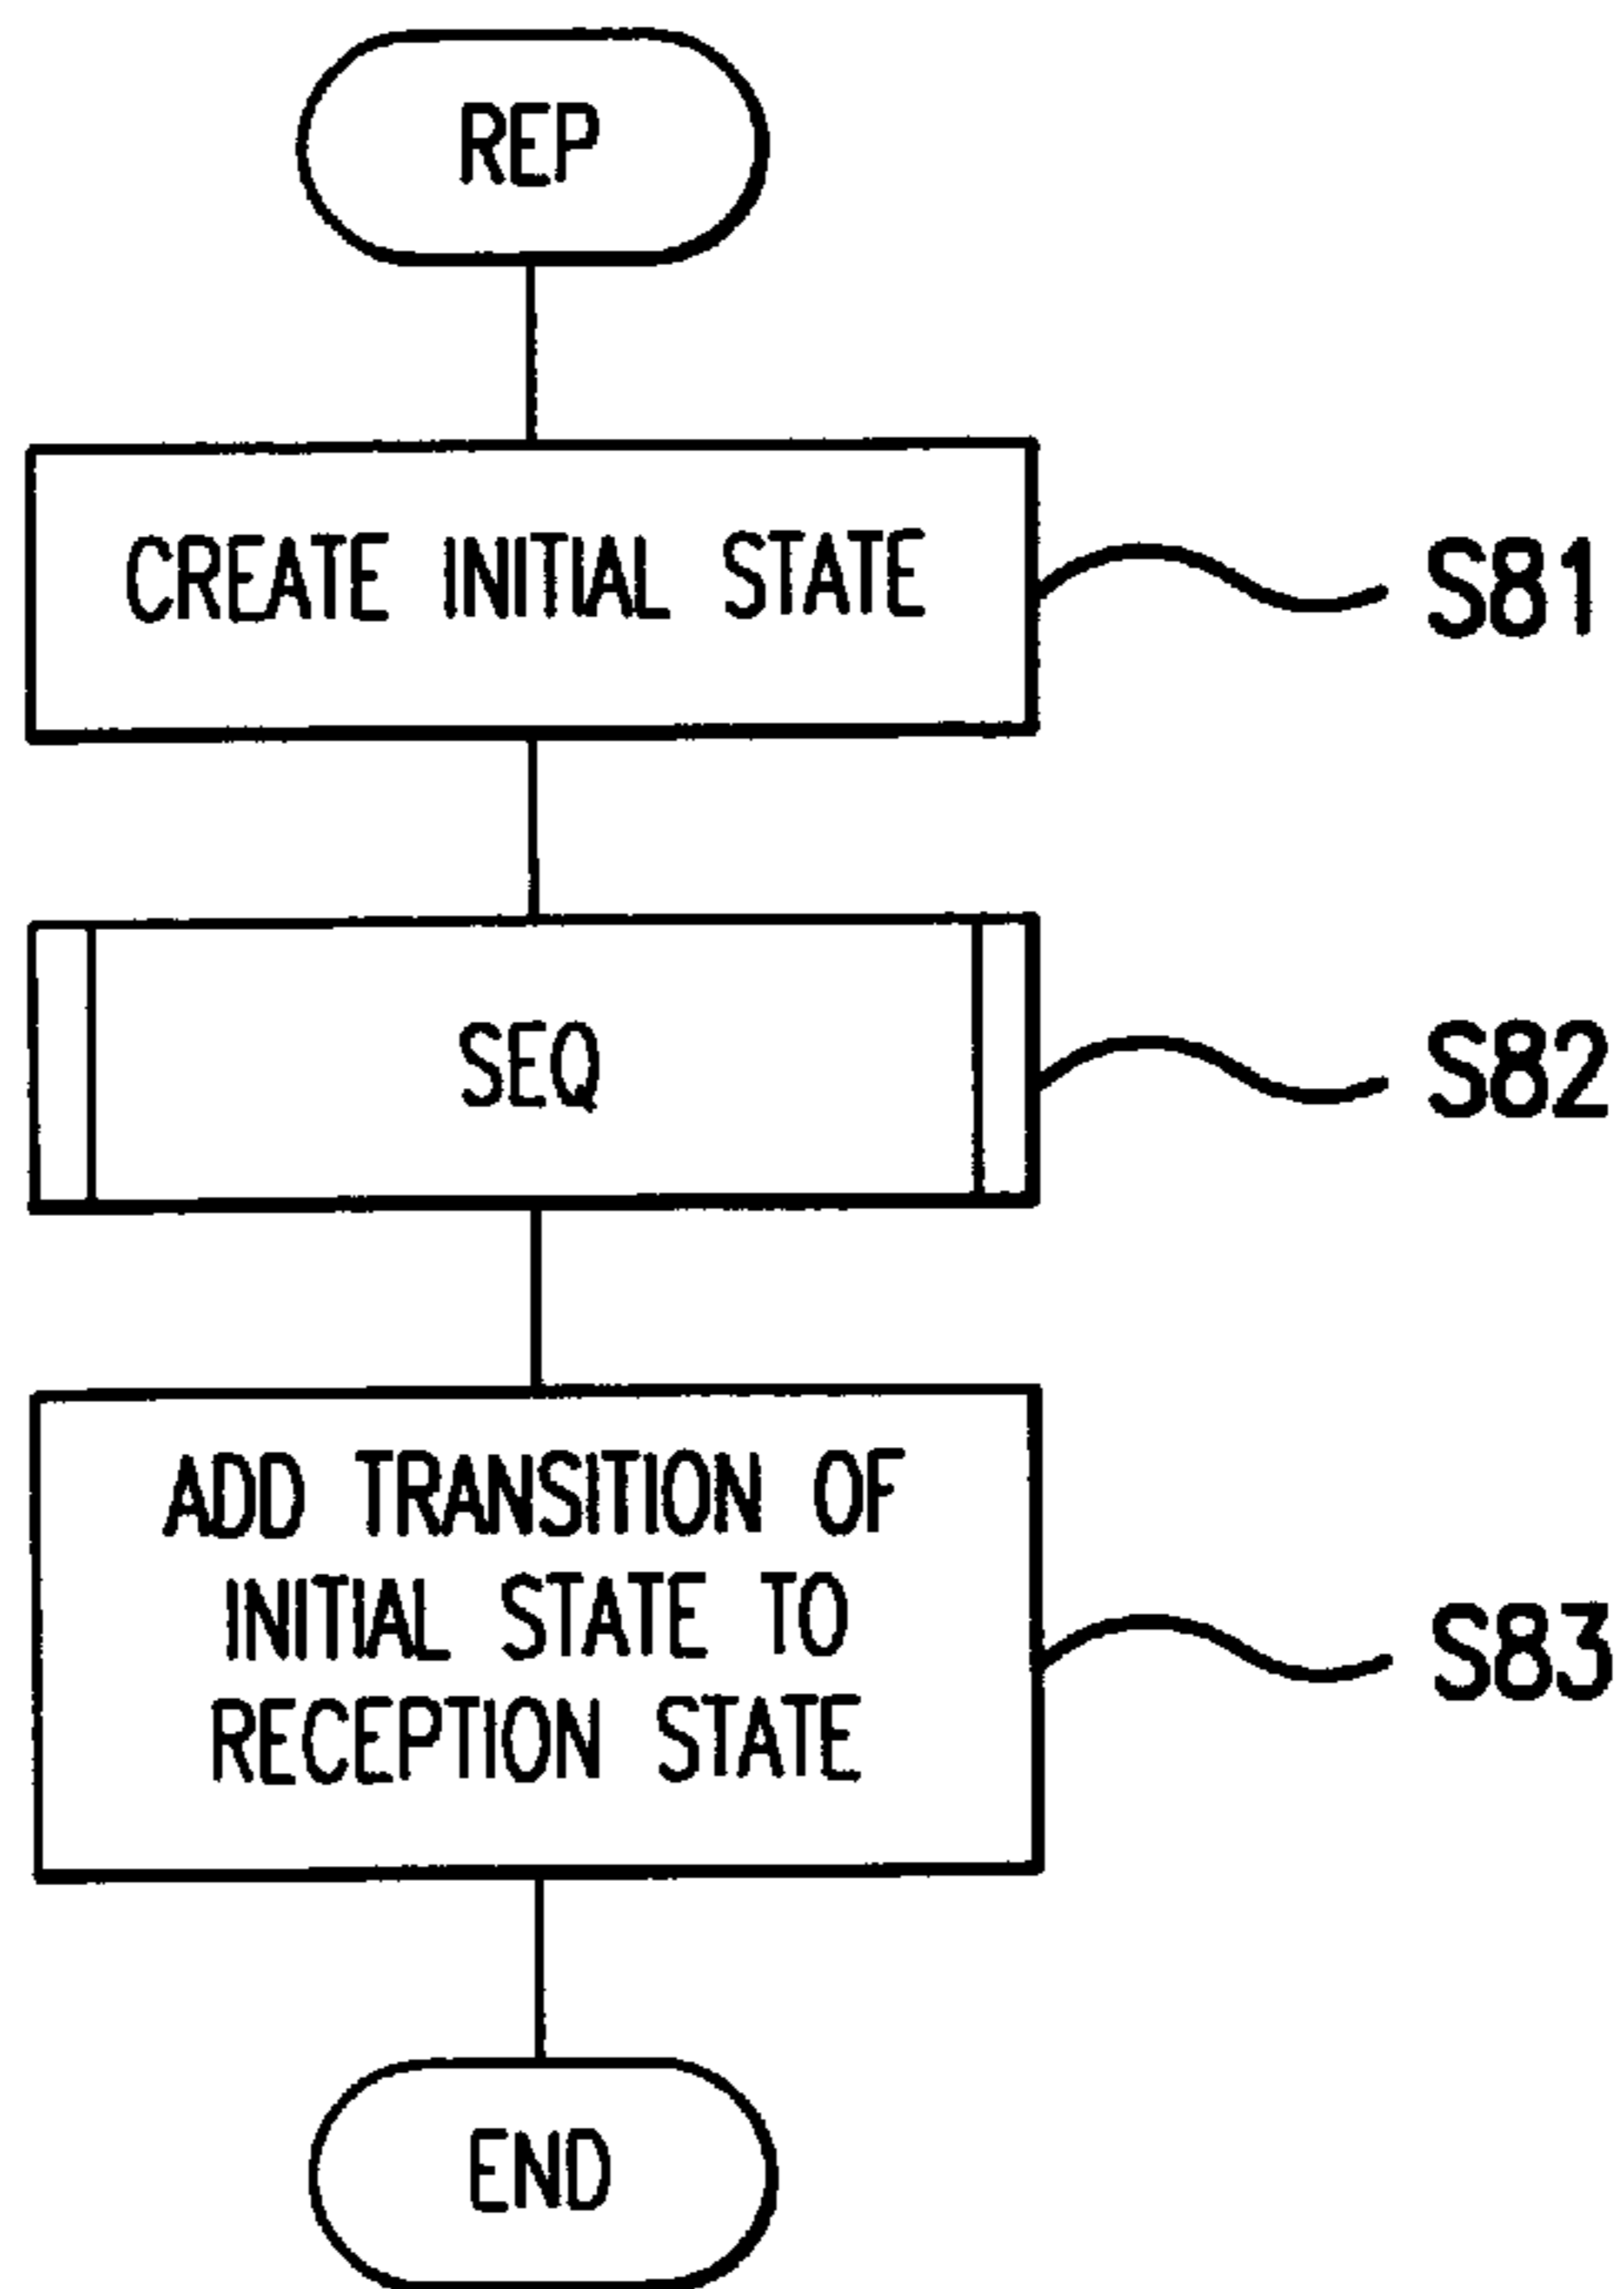 REP
CREATE INITIAL STATE
S81
SEQ
S82
ADD TRANSITION OF
INITIAL STATE TO
RECEPTION STATE
S83
END